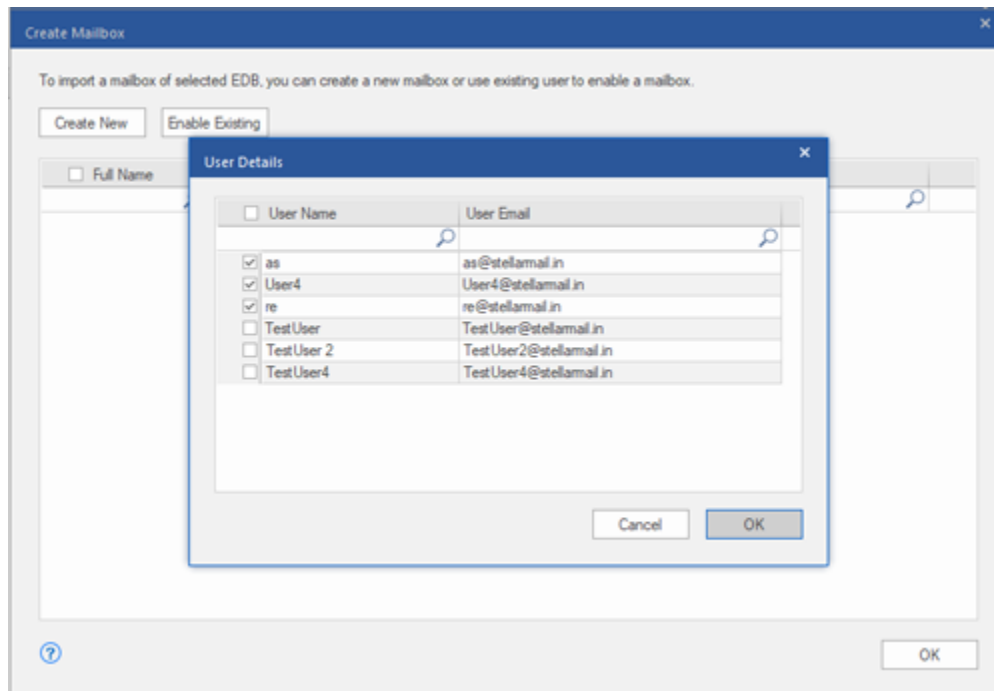 Create Mailbox
To import a mailbox of selected EDB, you can create a new mailbox or use existing user to enable a mailbox.
Create New Enable Existing
Full Name
User Details
User Name User Email
as as@stellarmail.in
User4 User4@stellarmail.in
re re@stellarmail.in
TestUser TestUser@stellarmail.in
TestUser 2 TestUser2@stellarmail.in
TestUser4 TestUser4@stellarmail.in
Cancel OK
? OK